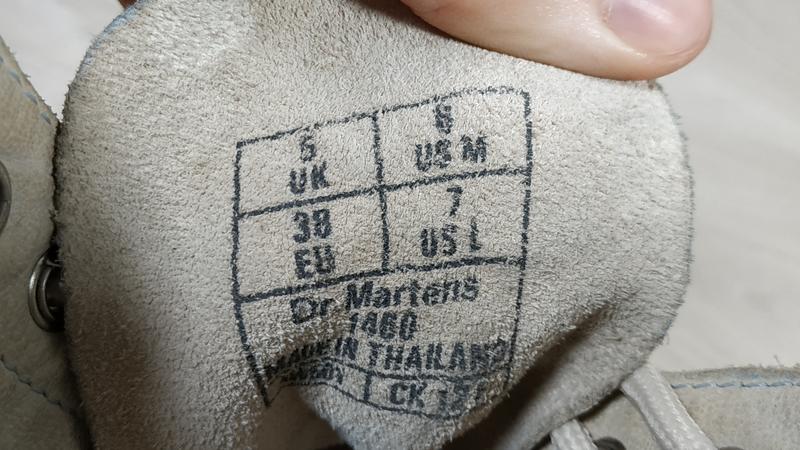 5
UK
6
US M
38
EU
7
US L
Dr Martens
1460
MADE IN THAILAND
CK